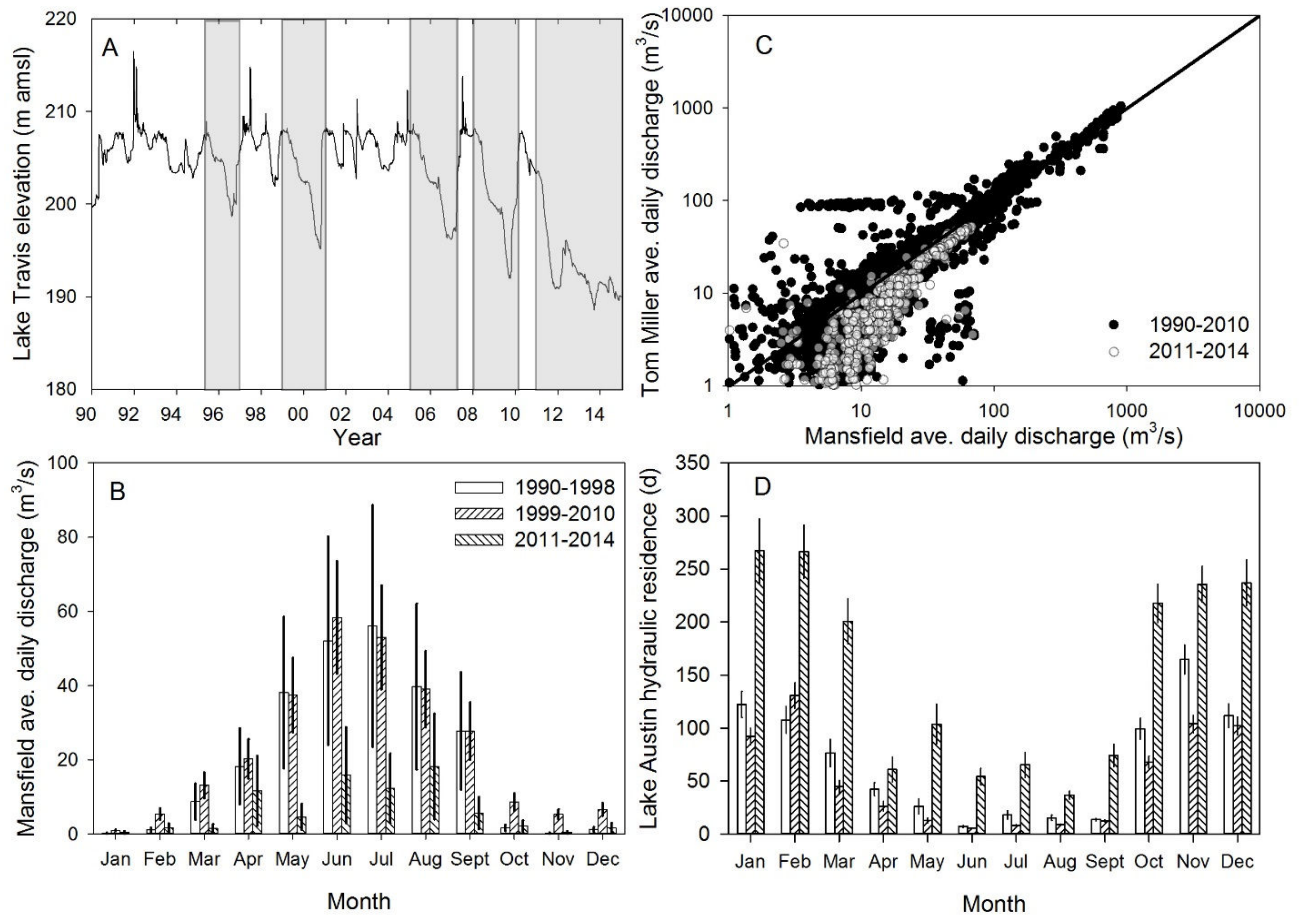 A
Lake Travis elevation (m amsl)
220
210
200
190
180
90 92 94 96 98 00 02 04 06 08 10 12 14
Year
C
Tom Miller ave. daily discharge (m³/s)
10000
1000
100
10
1
1990-2010
2011-2014
1 10 100 1000 10000
Mansfield ave. daily discharge (m³/s)
B
Mansfield ave. daily discharge (m³/s)
100
80
60
40
20
0
1990-1998
1999-2010
2011-2014
Jan Feb Mar Apr May Jun Jul Aug Sept Oct Nov Dec
Month
D
Lake Austin hydraulic residence (d)
350
300
250
200
150
100
50
0
Jan Feb Mar Apr May Jun Jul Aug Sept Oct Nov Dec
Month